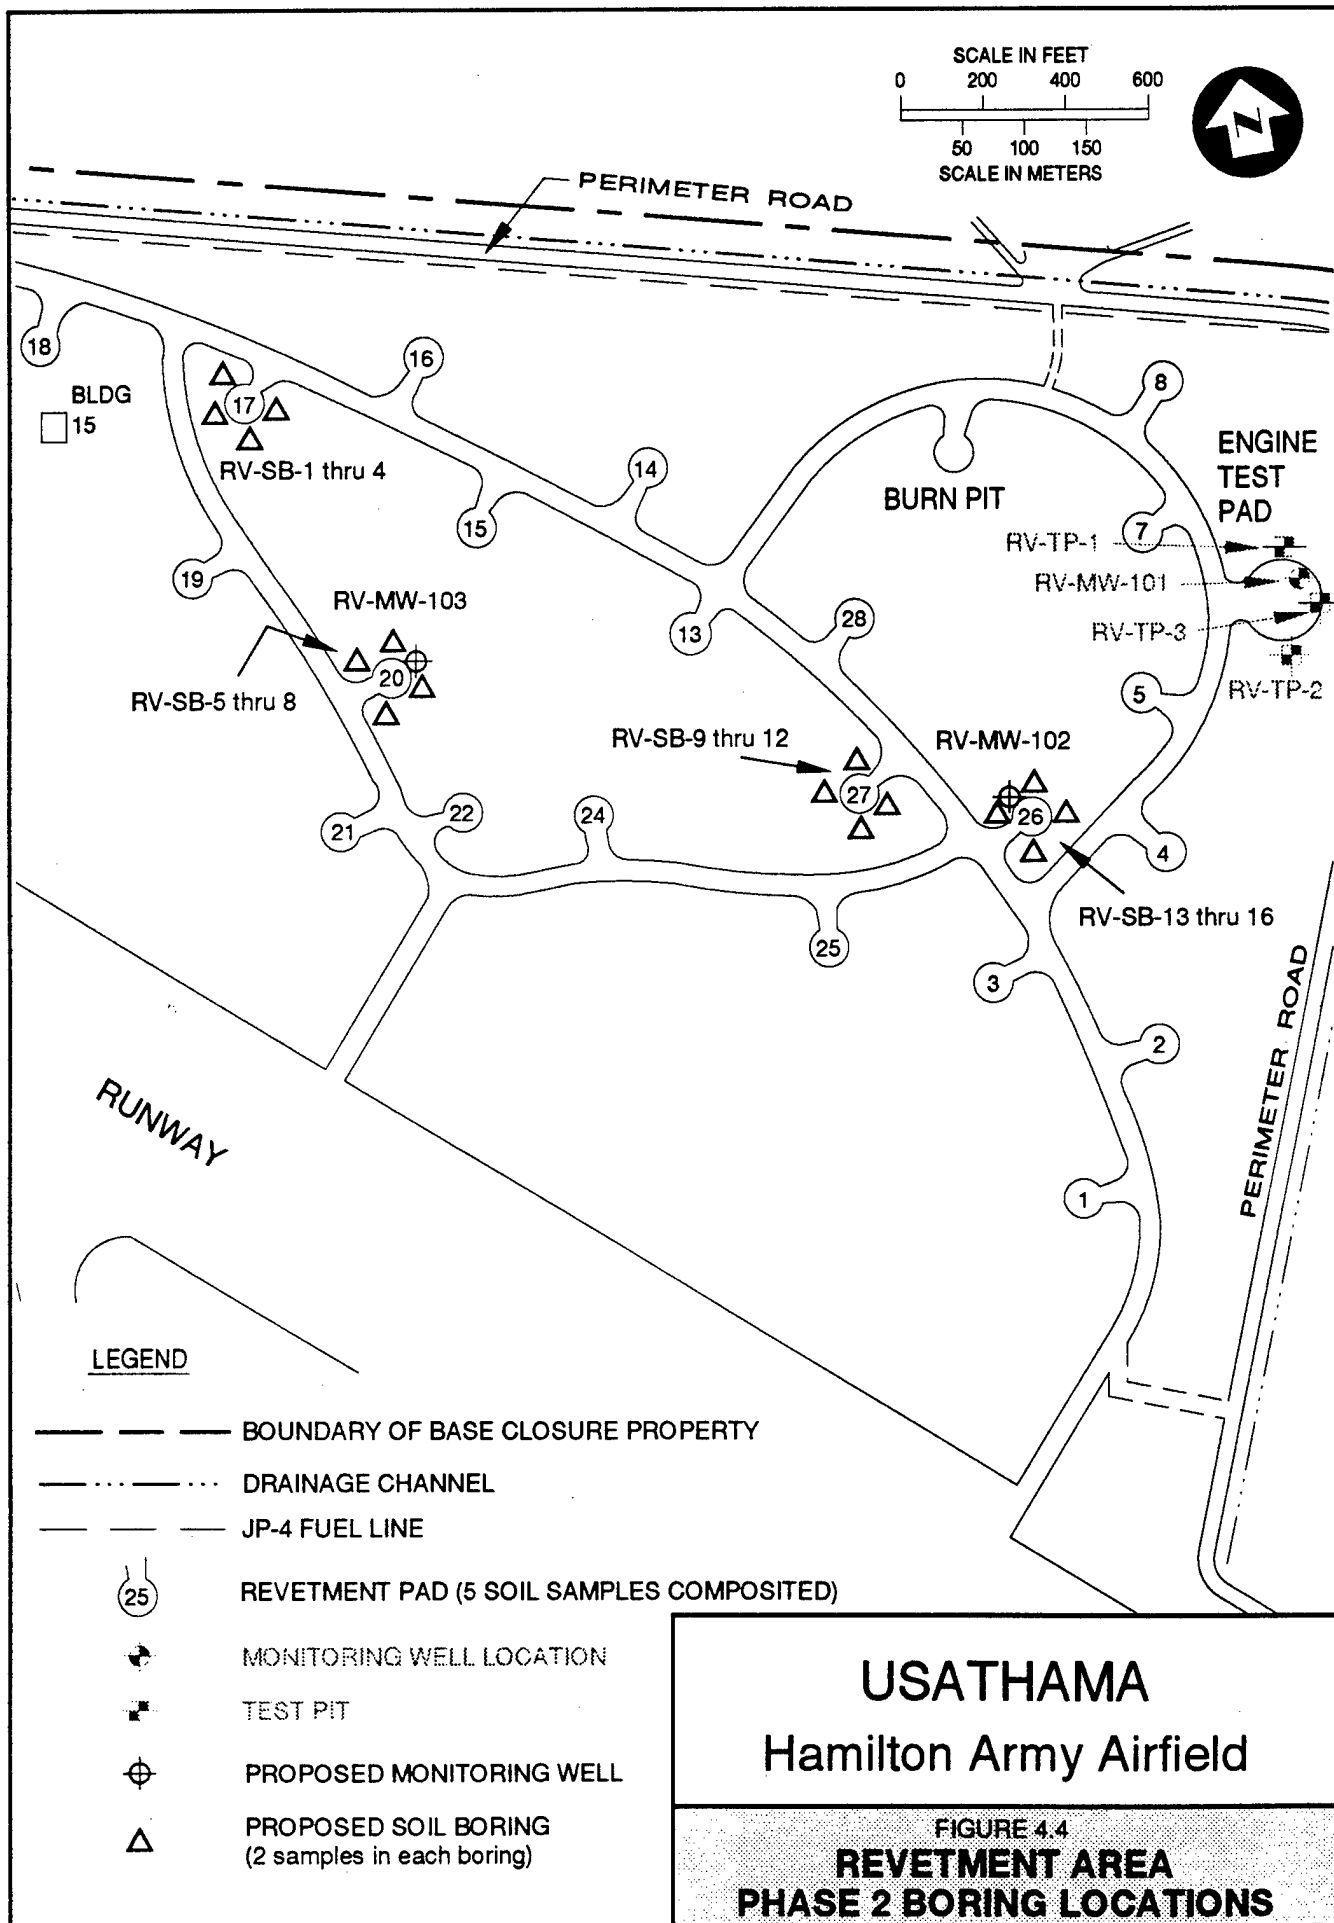 SCALE IN FEET
0 200 400 600
50 100 150
SCALE IN METERS
N
PERIMETER ROAD
18
16
8
BLDG
15
17
RV-SB-1 thru 4
14
15
BURN PIT
ENGINE
TEST
PAD
7
RV-TP-1
RV-MW-101
RV-TP-3
RV-TP-2
19
RV-MW-103
13
28
20
RV-SB-5 thru 8
5
RV-SB-9 thru 12
RV-MW-102
27
26
21
22
24
4
RV-SB-13 thru 16
25
3
2
PERIMETER ROAD
RUNWAY
1
LEGEND
BOUNDARY OF BASE CLOSURE PROPERTY
DRAINAGE CHANNEL
JP-4 FUEL LINE
25 REVETMENT PAD (5 SOIL SAMPLES COMPOSITED)
MONITORING WELL LOCATION
TEST PIT
PROPOSED MONITORING WELL
PROPOSED SOIL BORING
(2 samples in each boring)
USATHAMA
Hamilton Army Airfield
FIGURE 4.4
REVETMENT AREA
PHASE 2 BORING LOCATIONS